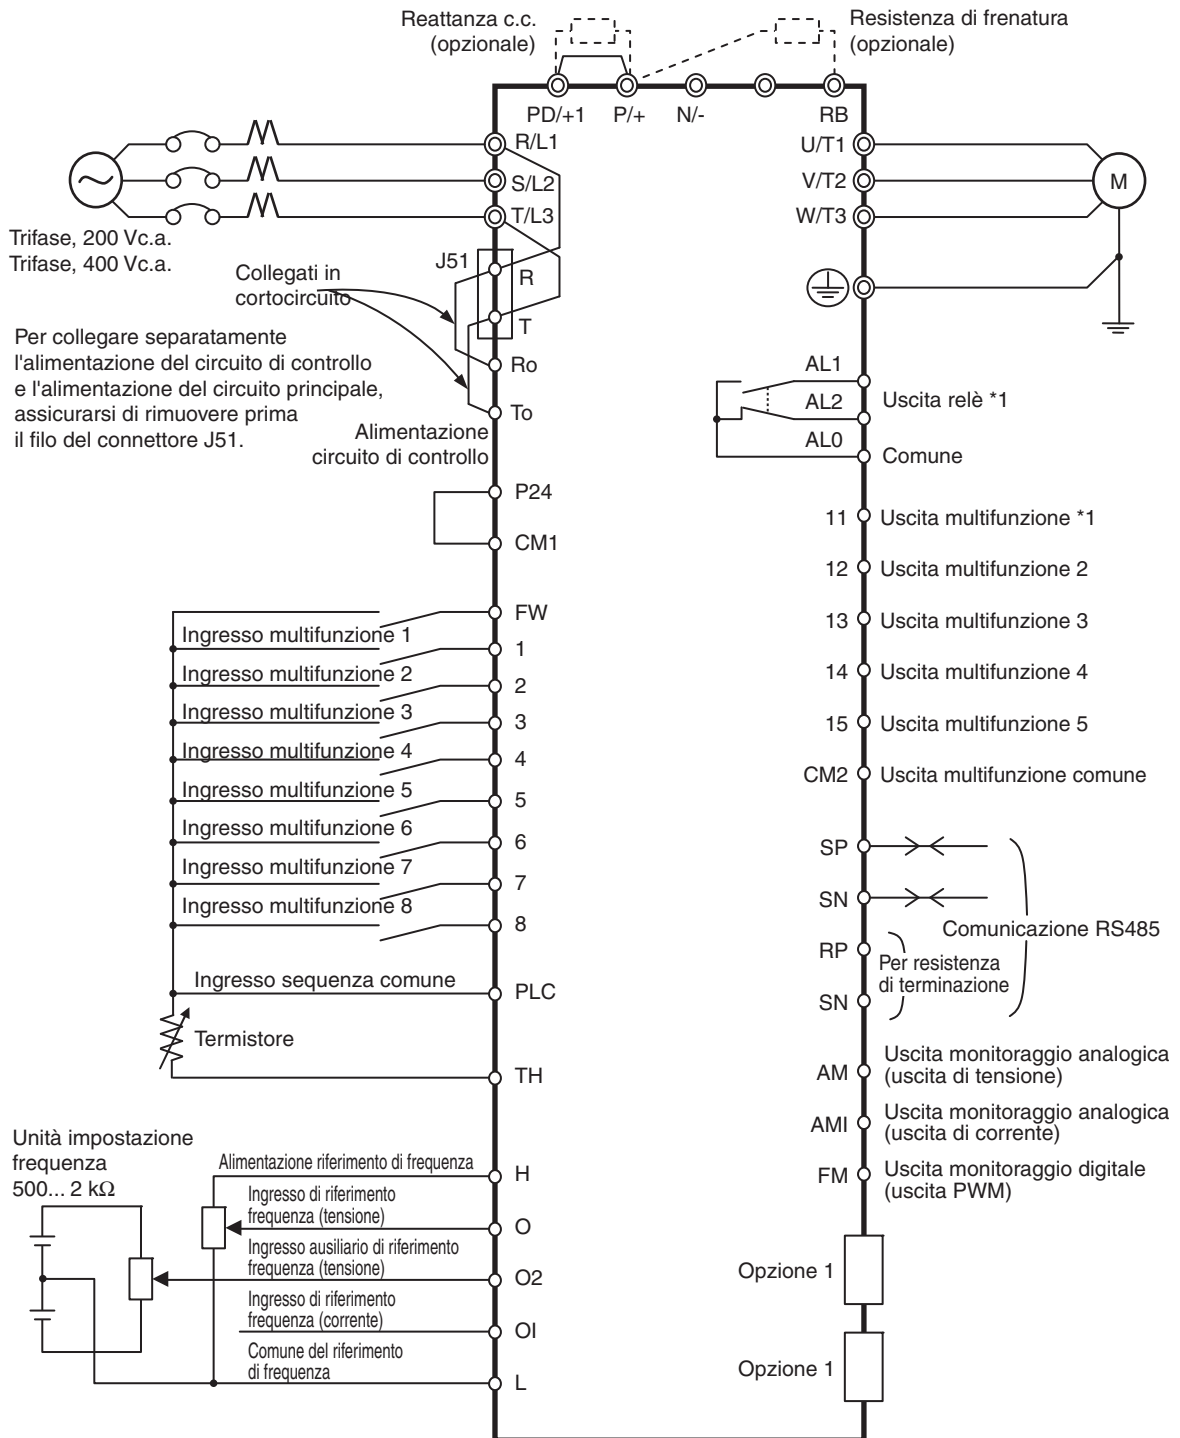 Reattanza c.c.
(opzionale)
Resistenza di frenatura
(opzionale)
PD/+1
P/+
N/-
RB
R/L1
S/L2
T/L3
U/T1
V/T2
W/T3
M
Trifase, 200 Vc.a.
Trifase, 400 Vc.a.
J51
R
T
Collegati in
cortocircuito
Per collegare separatamente
l'alimentazione del circuito di controllo
e l'alimentazione del circuito principale,
assicurarsi di rimuovere prima
il filo del connettore J51.
Ro
To
Alimentazione
circuito di controllo
AL1
AL2
AL0
Uscita relè *1
Comune
P24
CM1
11
Uscita multifunzione *1
12
Uscita multifunzione 2
13
Uscita multifunzione 3
14
Uscita multifunzione 4
15
Uscita multifunzione 5
CM2
Uscita multifunzione comune
FW
Ingresso multifunzione 1
1
Ingresso multifunzione 2
2
Ingresso multifunzione 3
3
Ingresso multifunzione 4
4
Ingresso multifunzione 5
5
Ingresso multifunzione 6
6
Ingresso multifunzione 7
7
Ingresso multifunzione 8
8
Ingresso sequenza comune
PLC
Termistore
TH
SP
SN
Comunicazione RS485
RP
Per resistenza
di terminazione
SN
AM
Uscita monitoraggio analogica
(uscita di tensione)
AMI
Uscita monitoraggio analogica
(uscita di corrente)
FM
Uscita monitoraggio digitale
(uscita PWM)
Unità impostazione
frequenza
500... 2 kΩ
Alimentazione riferimento di frequenza
H
Ingresso di riferimento
frequenza (tensione)
O
Ingresso ausiliario di riferimento
frequenza (tensione)
O2
Ingresso di riferimento
frequenza (corrente)
OI
Comune del riferimento
di frequenza
L
Opzione 1
Opzione 1